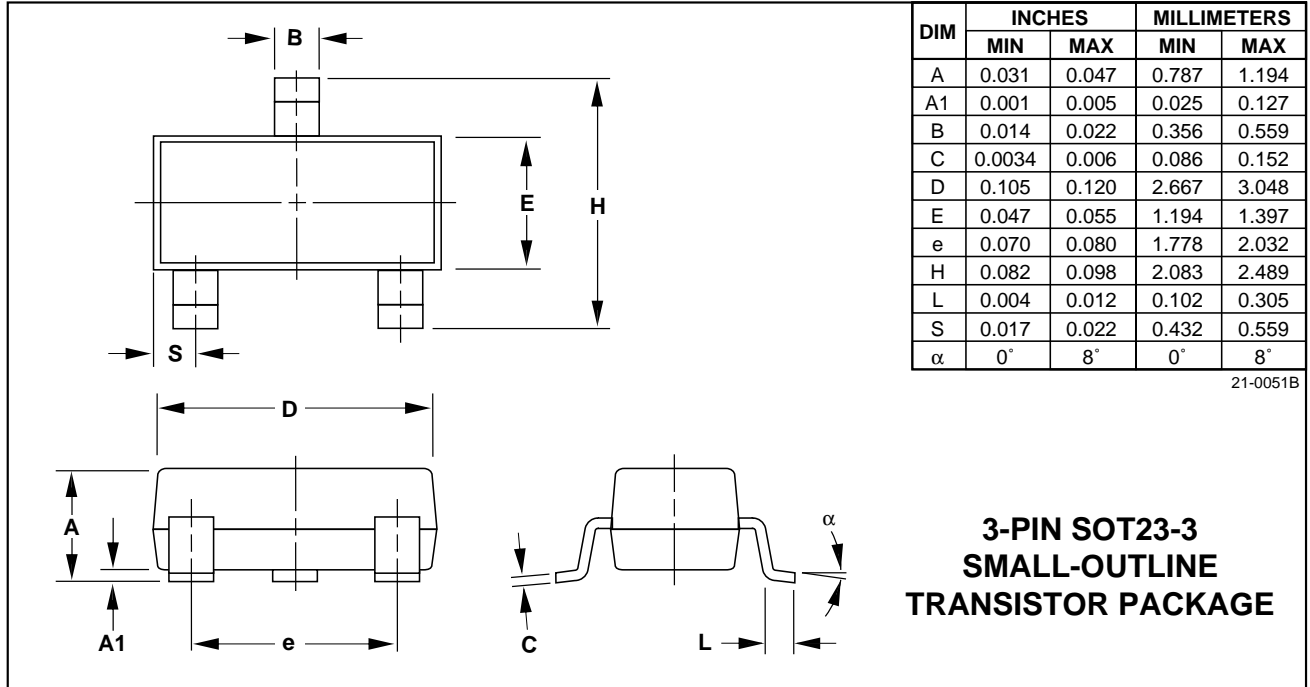 B
E
H
S
D
A
A1
e
C
L
α
α
DIM INCHES MILLIMETERS
MIN MAX MIN MAX
A 0.031 0.047 0.787 1.194
A1 0.001 0.005 0.025 0.127
B 0.014 0.022 0.356 0.559
C 0.0034 0.006 0.086 0.152
D 0.105 0.120 2.667 3.048
E 0.047 0.055 1.194 1.397
e 0.070 0.080 1.778 2.032
H 0.082 0.098 2.083 2.489
L 0.004 0.012 0.102 0.305
S 0.017 0.022 0.432 0.559
α 0° 8° 0° 8°
21-0051B
3-PIN SOT23-3
SMALL-OUTLINE
TRANSISTOR PACKAGE